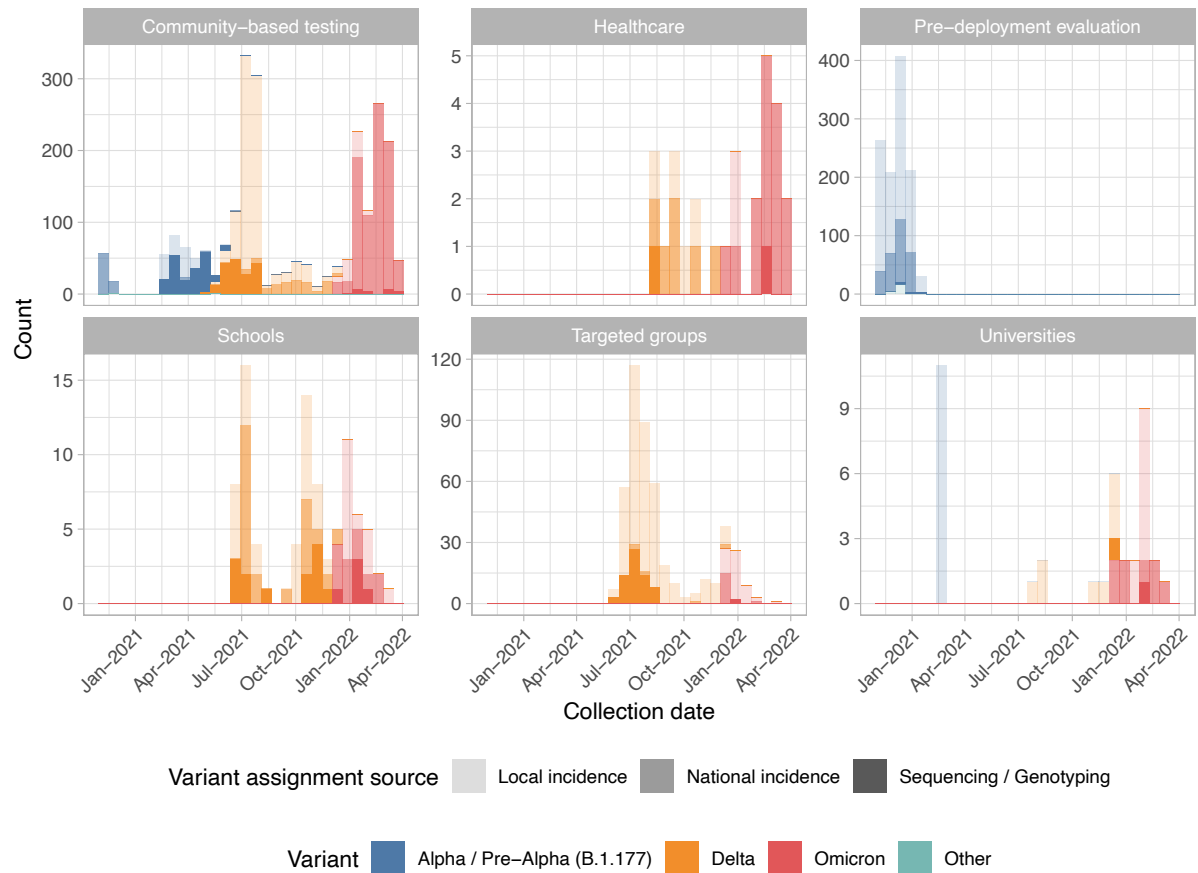 Community−based testing
Healthcare
Pre−deployment evaluation
300
200
100
0
5
4
3
2
1
0
400
300
200
100
0
Count
Schools
Targeted groups
Universities
15
10
5
0
120
90
60
30
0
9
6
3
0
Jan−2021
Apr−2021
Jul−2021
Oct−2021
Jan−2022
Apr−2022
Jan−2021
Apr−2021
Jul−2021
Oct−2021
Jan−2022
Apr−2022
Jan−2021
Apr−2021
Jul−2021
Oct−2021
Jan−2022
Apr−2022
Collection date
Variant assignment source Local incidence National incidence Sequencing / Genotyping
Variant Alpha / Pre−Alpha (B.1.177) Delta Omicron Other